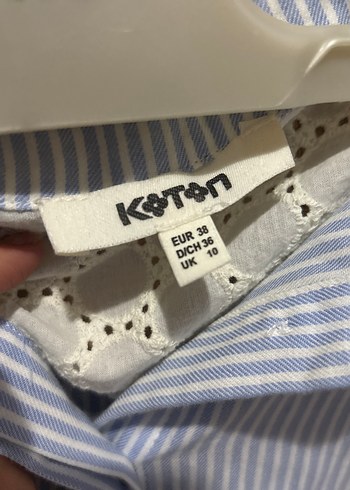 KOTON
EUR 38
D/CH 36
UK 10